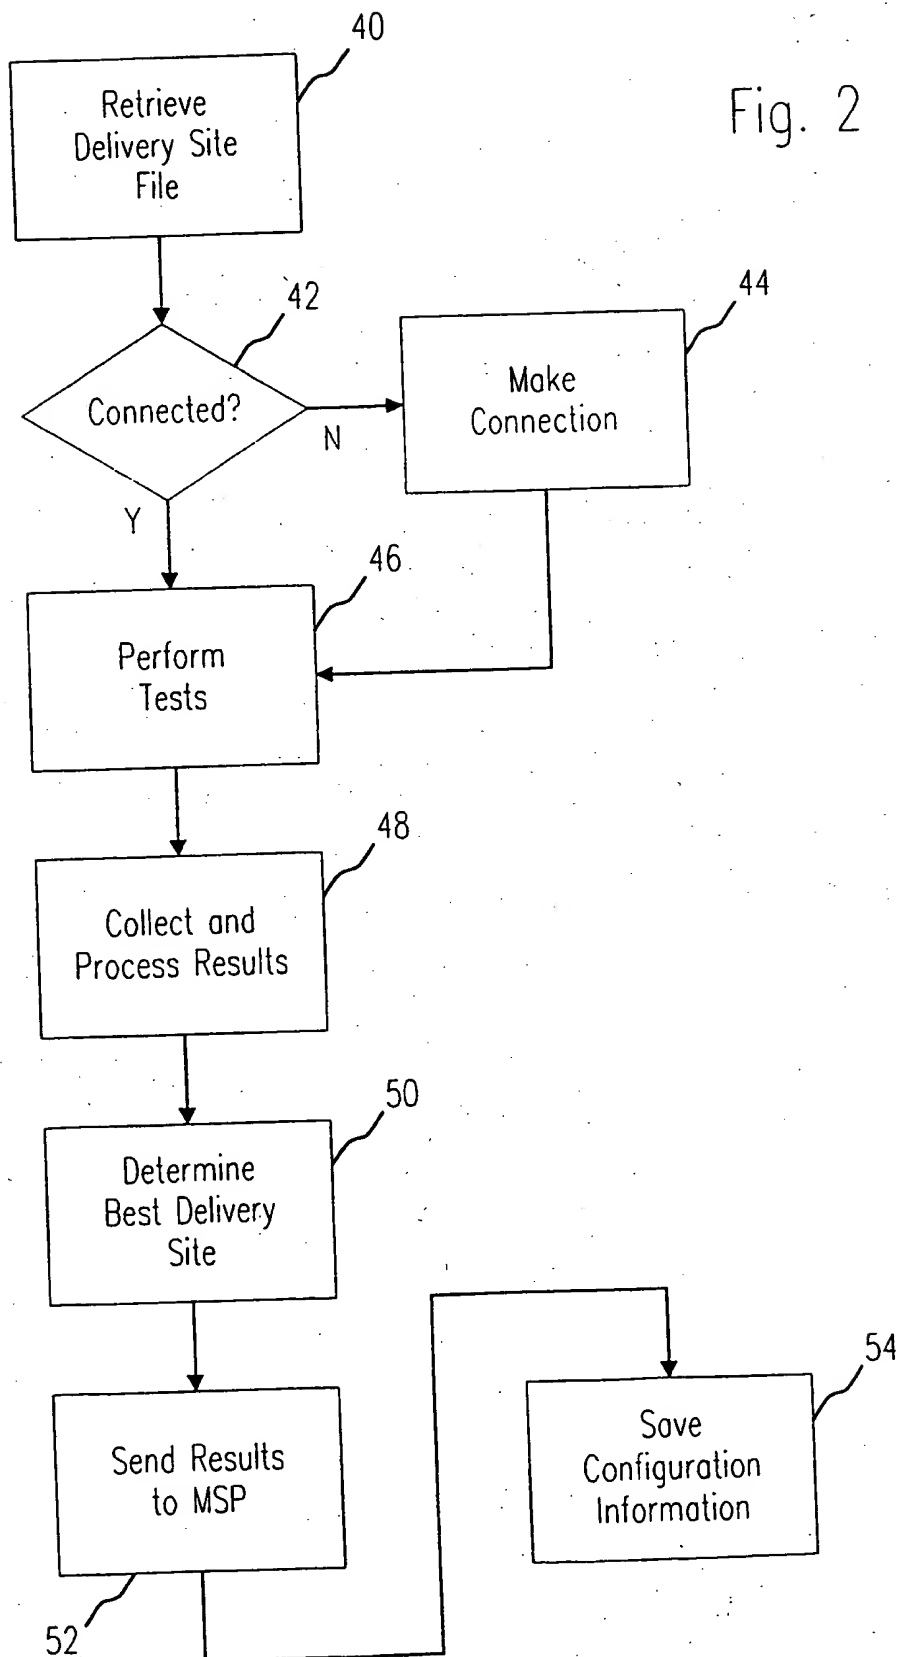 40
Fig. 2
Retrieve
Delivery Site
File
42
44
Connected?
Make
Connection
N
Y
46
Perform
Tests
48
Collect and
Process Results
50
Determine
Best Delivery
Site
54
Save
Configuration
Information
Send Results
to MSP
52